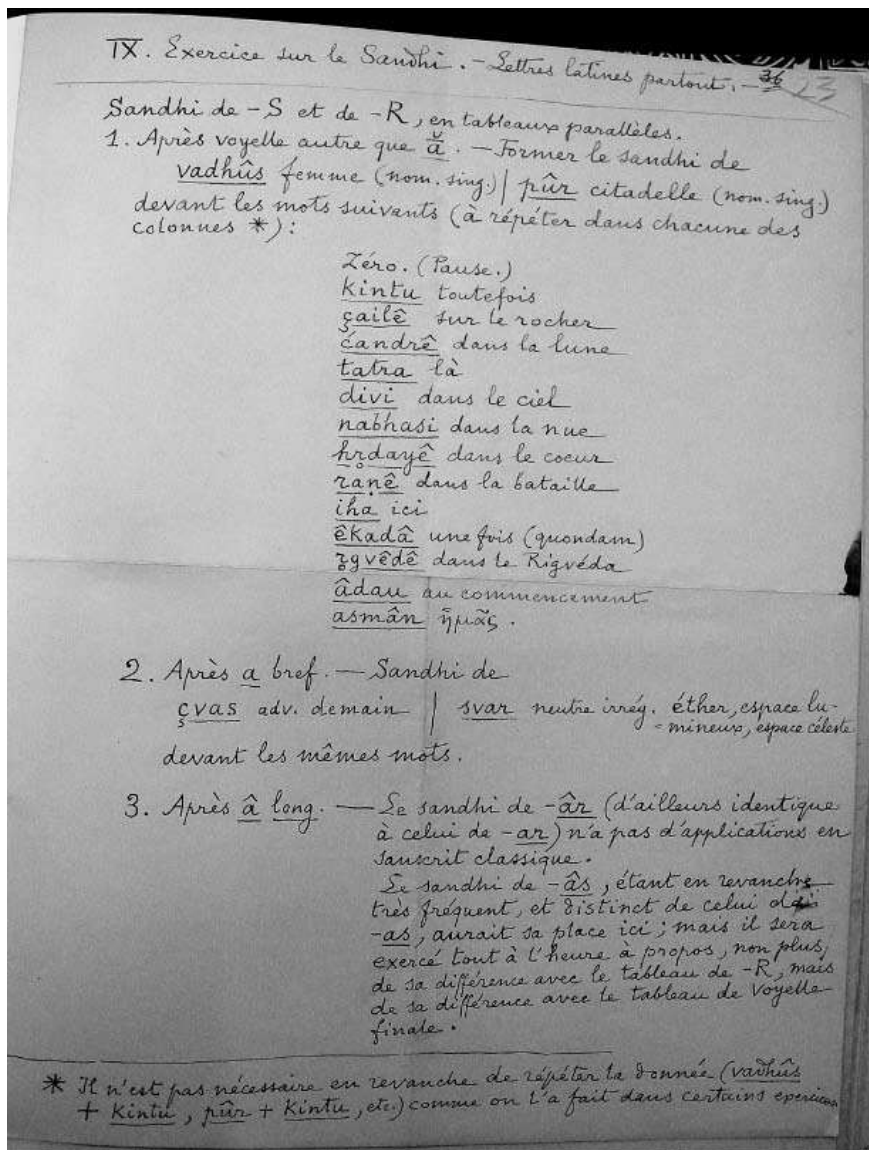 IX. Exercice sur le Sandhi. – Lettres latines partout. – 36 23
Sandhi de -S et de -R, en tableaux parallèles.
1. Après voyelle autre que ā̆. — Former le sandhi de
vadhûs femme (nom. sing.) | pûr citadelle (nom. sing.)
devant les mots suivants (à répéter dans chacune des
colonnes *):
Zéro. (Pause.)
kintu toutefois
çailê sur le rocher
ćandrê dans la lune
tatra là
divi dans le ciel
nabhasi dans la nue
hr̥dayê dans le coeur
raṇê dans la bataille
iha ici
êkadâ une fois (quondam)
r̥gvêdê dans le Rigvéda
âdau au commencement
asmân ἡμᾶς.
2. Après a bref. — Sandhi de
çvas adv. demain | svar neutre irrég. éther, espace lu-
mineux, espace céleste
devant les mêmes mots.
3. Après â long. — Le sandhi de -âr (d'ailleurs identique
à celui de -ar) n'a pas d'applications en
sanscrit classique.
Le sandhi de -âs, étant en revanche
très fréquent, et distinct de celui de
-as, aurait sa place ici; mais il sera
exercé tout à l'heure à propos, non plus,
de sa différence avec le tableau de -R, mais
de sa différence avec le tableau de Voyelle
finale.
* Il n'est pas nécessaire en revanche de répéter la donnée (vadhûs
+ kintu, pûr + kintu, etc.) comme on l'a fait dans certains exercices